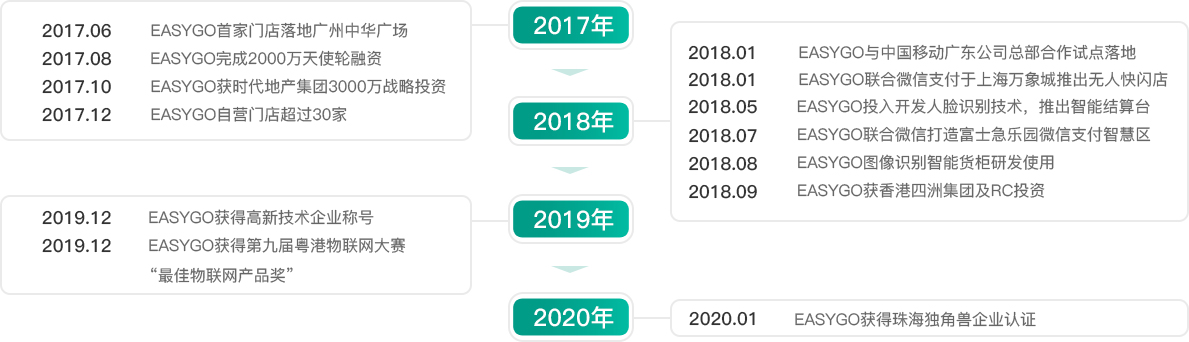 2017年
2017.06 EASYGO首家门店落地广州中华广场
2017.08 EASYGO完成2000万天使轮融资
2017.10 EASYGO获时代地产集团3000万战略投资
2017.12 EASYGO自营门店超过30家
2018年
2018.01 EASYGO与中国移动广东公司总部合作试点落地
2018.01 EASYGO联合微信支付于上海万象城推出无人快闪店
2018.05 EASYGO投入开发人脸识别技术，推出智能结算台
2018.07 EASYGO联合微信打造富士急乐园微信支付智慧区
2018.08 EASYGO图像识别智能货柜研发使用
2018.09 EASYGO获香港四洲集团及RC投资
2019年
2019.12 EASYGO获得高新技术企业称号
2019.12 EASYGO获得第九届粤港物联网大赛
“最佳物联网产品奖”
2020年
2020.01 EASYGO获得珠海独角兽企业认证